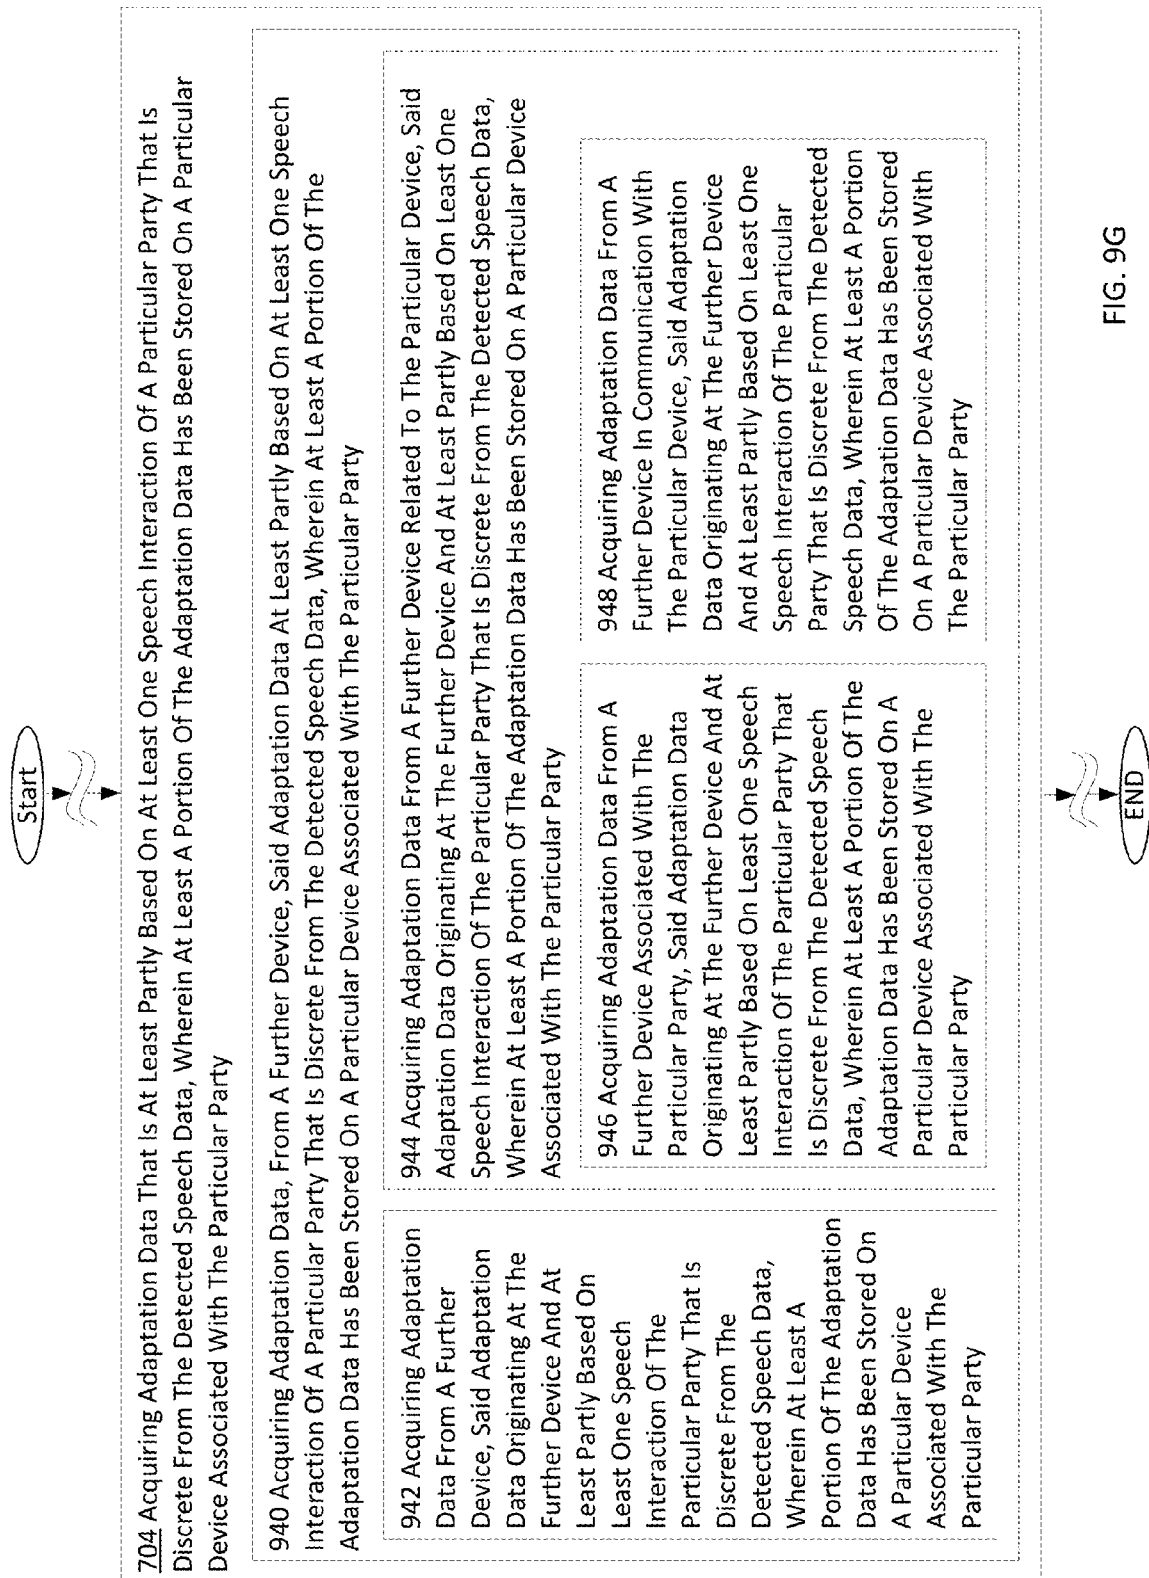 Start
704 Acquiring Adaptation Data That Is At Least Partly Based On At Least One Speech Interaction Of A Particular Party That Is
Discrete From The Detected Speech Data, Wherein At Least A Portion Of The Adaptation Data Has Been Stored On A Particular
Device Associated With The Particular Party
940 Acquiring Adaptation Data, From A Further Device, Said Adaptation Data At Least Partly Based On At Least One Speech
Interaction Of A Particular Party That Is Discrete From The Detected Speech Data, Wherein At Least A Portion Of The
Adaptation Data Has Been Stored On A Particular Device Associated With The Particular Party
942 Acquiring Adaptation
Data From A Further
Device, Said Adaptation
Data Originating At The
Further Device And At
Least Partly Based On
Least One Speech
Interaction Of The
Particular Party That Is
Discrete From The
Detected Speech Data,
Wherein At Least A
Portion Of The Adaptation
Data Has Been Stored On
A Particular Device
Associated With The
Particular Party
944 Acquiring Adaptation Data From A Further Device Related To The Particular Device, Said
Adaptation Data Originating At The Further Device And At Least Partly Based On Least One
Speech Interaction Of The Particular Party That Is Discrete From The Detected Speech Data,
Wherein At Least A Portion Of The Adaptation Data Has Been Stored On A Particular Device
Associated With The Particular Party
946 Acquiring Adaptation Data From A
Further Device Associated With The
Particular Party, Said Adaptation Data
Originating At The Further Device And At
Least Partly Based On Least One Speech
Interaction Of The Particular Party That
Is Discrete From The Detected Speech
Data, Wherein At Least A Portion Of The
Adaptation Data Has Been Stored On A
Particular Device Associated With The
Particular Party
948 Acquiring Adaptation Data From A
Further Device In Communication With
The Particular Device, Said Adaptation
Data Originating At The Further Device
And At Least Partly Based On Least One
Speech Interaction Of The Particular
Party That Is Discrete From The Detected
Speech Data, Wherein At Least A Portion
Of The Adaptation Data Has Been Stored
On A Particular Device Associated With
The Particular Party
END
FIG. 9G